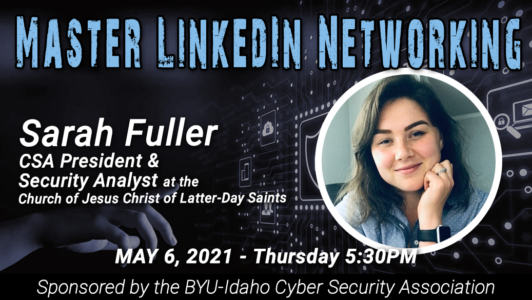 Master LinkedIn Networking
Sarah Fuller
CSA President &
Security Analyst at the
Church of Jesus Christ of Latter-Day Saints
MAY 6, 2021 - Thursday 5:30PM
Sponsored by the BYU-Idaho Cyber Security Association